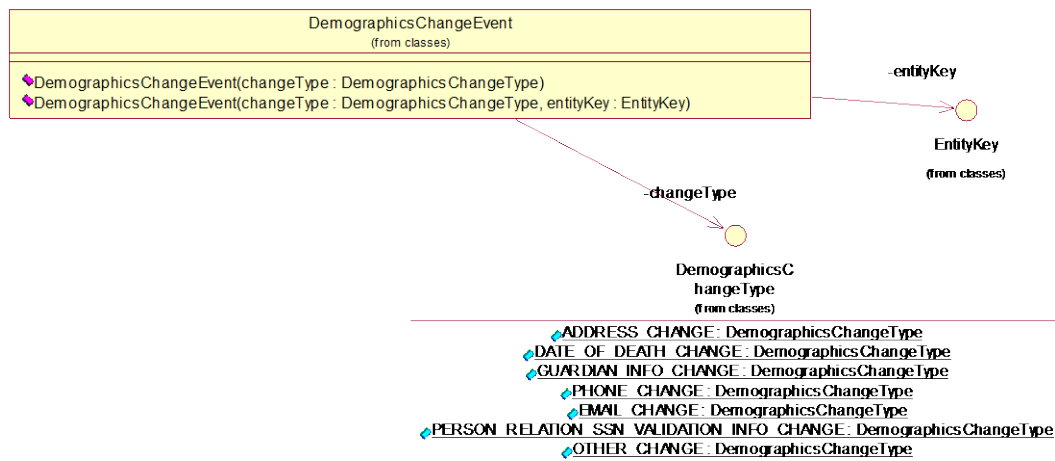 DemographicsChangeEvent
(from classes)
DemographicsChangeEvent(changeType : DemographicsChangeType)
DemographicsChangeEvent(changeType : DemographicsChangeType, entityKey : EntityKey)
-entityKey
EntityKey
(from classes)
-changeType
DemographicsC
hangeType
(from classes)
ADDRESS_CHANGE : DemographicsChangeType
DATE_OF_DEATH_CHANGE : DemographicsChangeType
GUARDIAN_INFO_CHANGE : DemographicsChangeType
PHONE_CHANGE : DemographicsChangeType
EMAIL_CHANGE : DemographicsChangeType
PERSON_RELATION_SSN_VALIDATION_INFO_CHANGE : DemographicsChangeType
OTHER_CHANGE : DemographicsChangeType